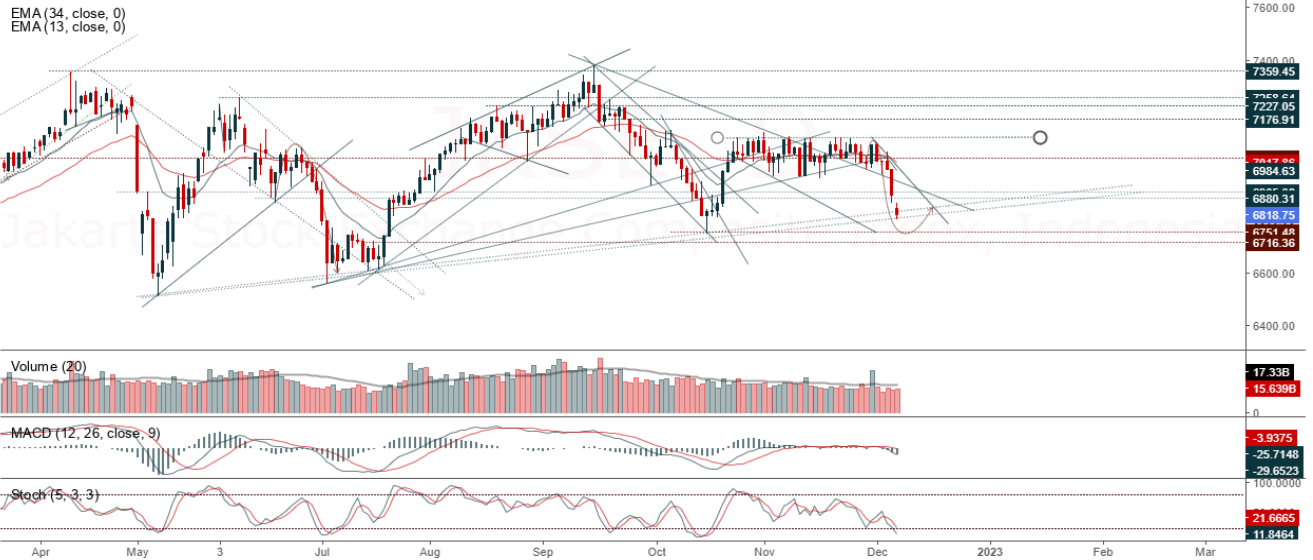 EMA (34, close, 0)
EMA (13, close, 0)
7600.00
7400.00
7359.45
7227.05
7176.91
6984.63
6880.31
6818.75
6751.48
6716.36
6600.00
6400.00
Volume (20)
17.33B
15.639B
0
MACD (12, 26, close, 9)
-3.9375
-25.7148
-29.6523
Stoch (5, 3, 3)
100.0000
21.6665
11.8464
Apr May 3 Jul Aug Sep Oct Nov Dec 2023 Feb Mar